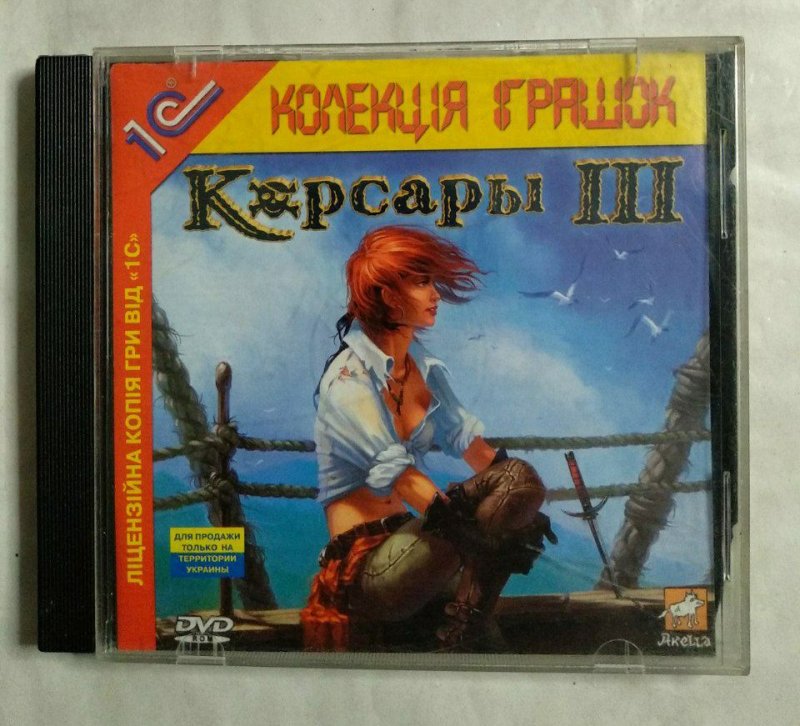 1С®
КОЛЕКЦІЯ ІГРАШОК
Корсары III
ЛІЦЕНЗІЙНА КОПІЯ ГРИ ВІД «1С»
ДЛЯ ПРОДАЖИ
ТОЛЬКО НА
ТЕРРИТОРИИ
УКРАИНЫ
DVD
ROM
Акелла